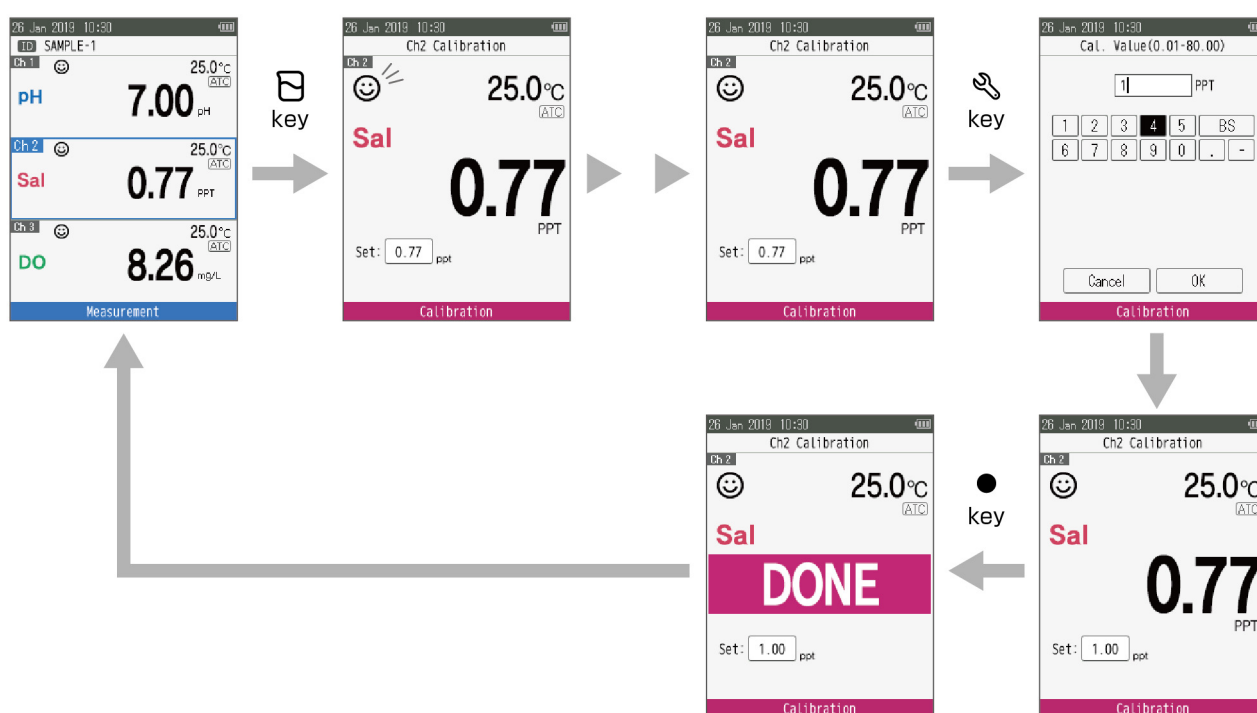 26 Jan 2019 10:30
ID SAMPLE-1
Ch 1 25.0°C
ATC
pH 7.00 pH
Ch 2 25.0°C
ATC
Sal 0.77 PPT
Ch 3 25.0°C
ATC
DO 8.26 mg/L
Measurement
key
26 Jan 2019 10:30
Ch2 Calibration
Ch 2
25.0°C
ATC
Sal
0.77
PPT
Set: 0.77 ppt
Calibration
26 Jan 2019 10:30
Ch2 Calibration
Ch 2
25.0°C
ATC
Sal
0.77
PPT
Set: 0.77 ppt
Calibration
key
26 Jan 2019 10:30
Cal. Value(0.01-80.00)
1 PPT
1 2 3 4 5 BS
6 7 8 9 0 . -
Cancel OK
Calibration
26 Jan 2019 10:30
Ch2 Calibration
Ch 2
25.0°C
ATC
Sal
0.77
PPT
Set: 1.00 ppt
Calibration
key
26 Jan 2019 10:30
Ch2 Calibration
Ch 2
25.0°C
ATC
Sal
DONE
Set: 1.00 ppt
Calibration